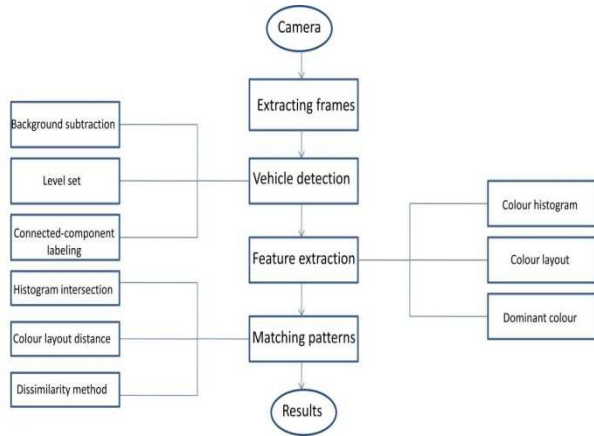 Camera
Extracting frames
Background subtraction
Vehicle detection
Level set
Colour histogram
Connected-component
labeling
Feature extraction
Colour layout
Histogram intersection
Dominant colour
Colour layout distance
Matching patterns
Dissimilarity method
Results